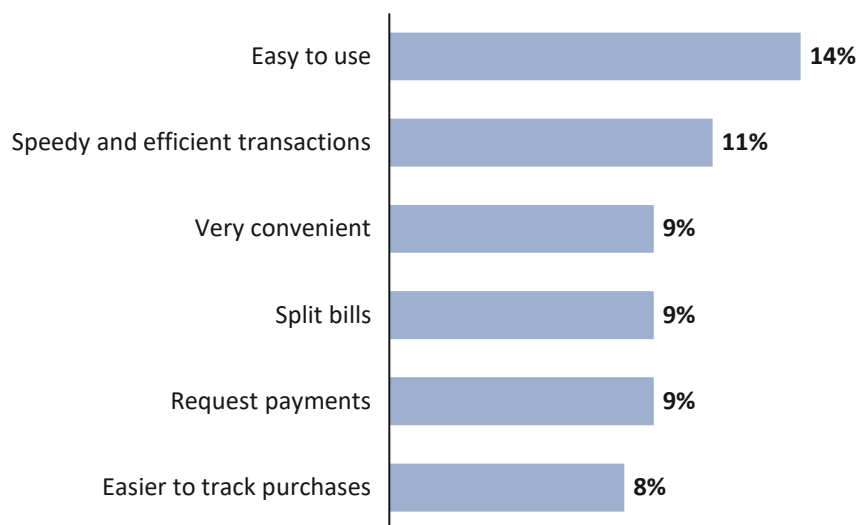 Easy to use 14%
Speedy and efficient transactions 11%
Very convenient 9%
Split bills 9%
Request payments 9%
Easier to track purchases 8%